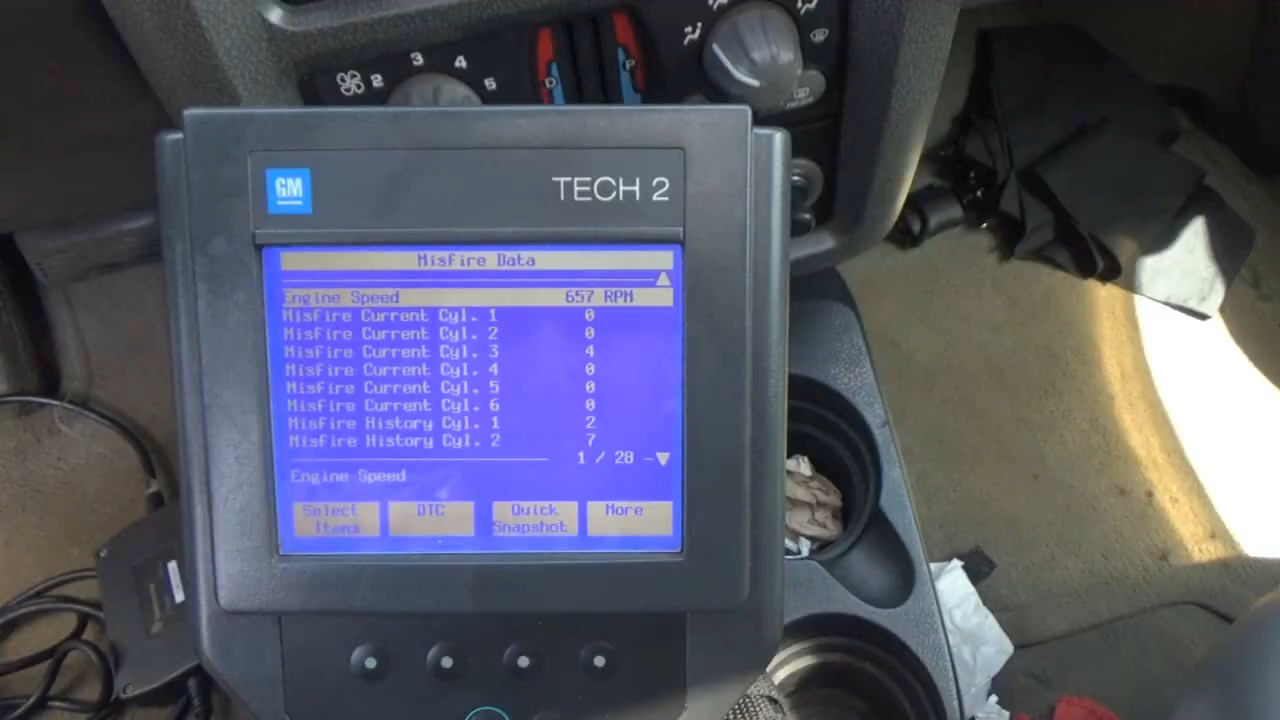 2
3
4
5
D
P
GM
TECH 2
Misfire Data
Engine Speed 657 RPM
Misfire Current Cyl. 1 0
Misfire Current Cyl. 2 0
Misfire Current Cyl. 3 4
Misfire Current Cyl. 4 0
Misfire Current Cyl. 5 0
Misfire Current Cyl. 6 0
Misfire History Cyl. 1 2
Misfire History Cyl. 2 7
1 / 28
Engine Speed
Select Items
DTC
Quick Snapshot
More